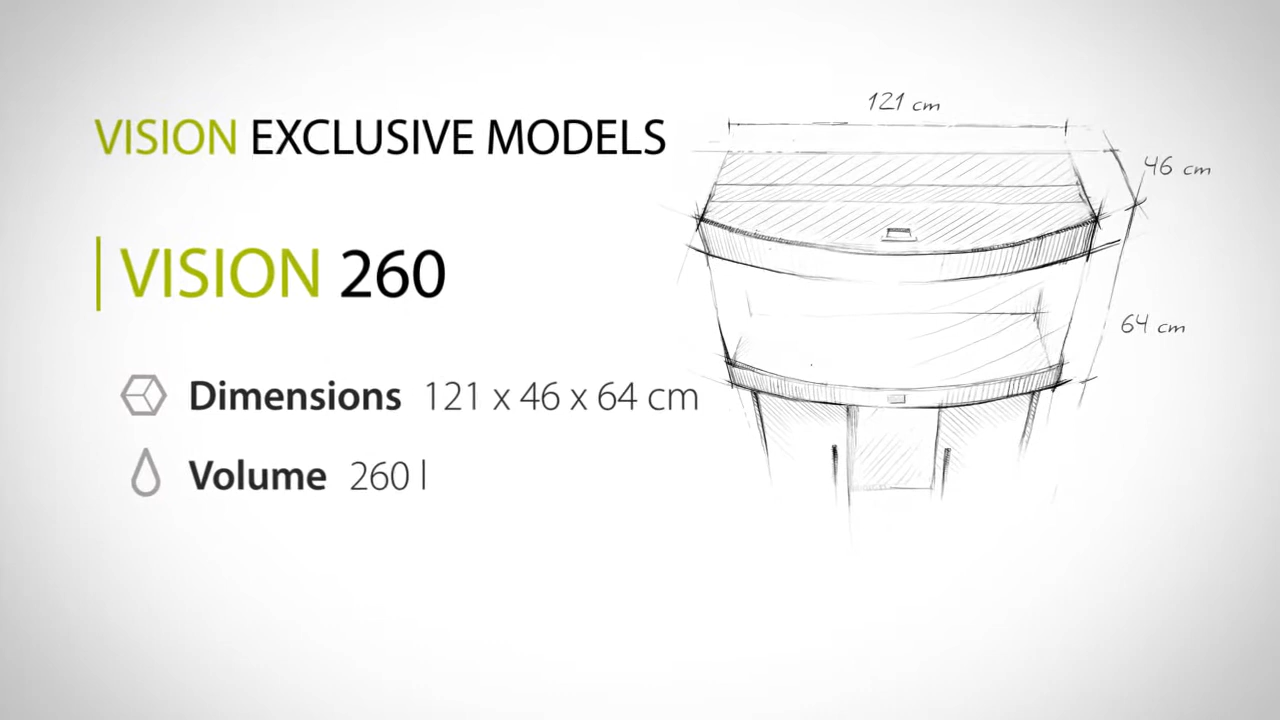 VISION EXCLUSIVE MODELS
VISION 260
Dimensions 121 x 46 x 64 cm
Volume 260 l
121 cm
46 cm
64 cm